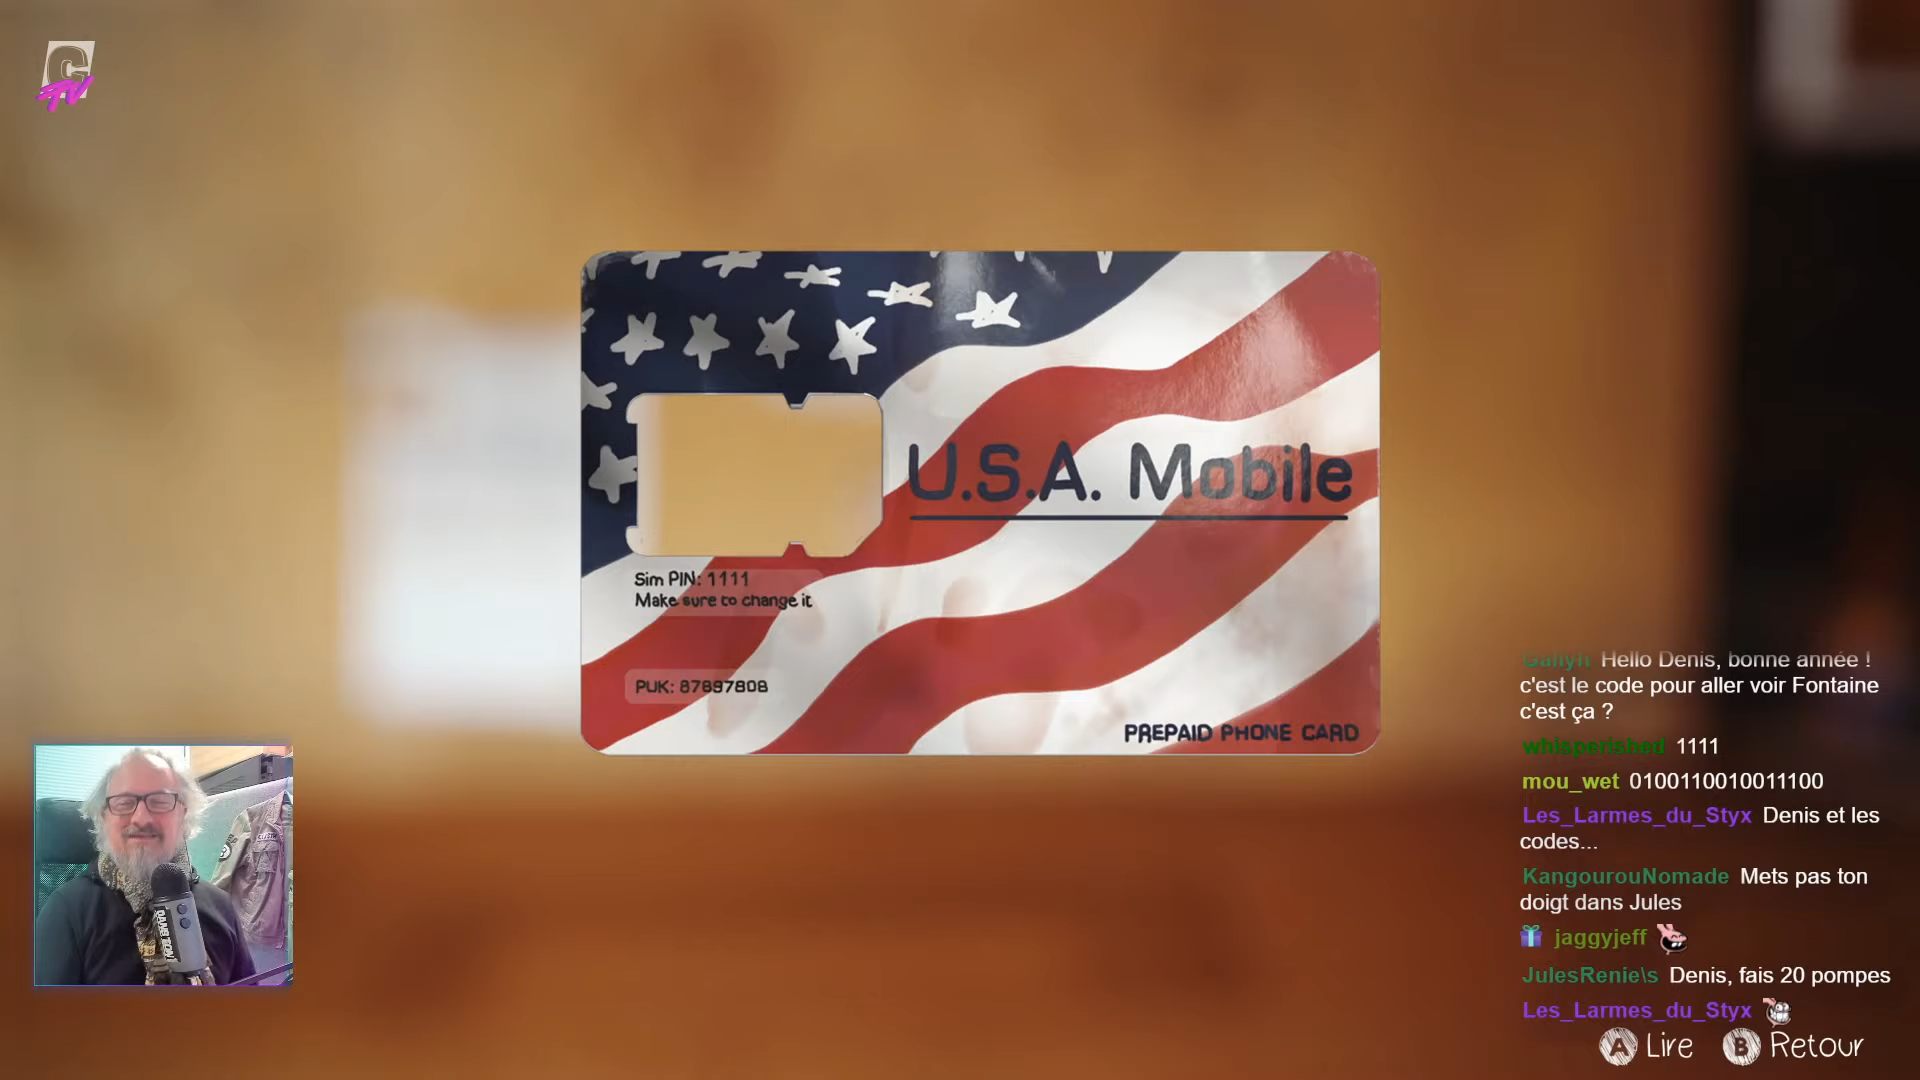 U.S.A. Mobile
Sim PIN: 1111
Make sure to change it
PUK: 87897808
PREPAID PHONE CARD
Hello Denis, bonne année !
c'est le code pour aller voir Fontaine
c'est ça ?
whisperished 1111
mou_wet 0100110010011100
Les_Larmes_du_Styx Denis et les
codes...
KangourouNomade Mets pas ton
doigt dans Jules
jaggyjeff
JulesRenie\s Denis, fais 20 pompes
Les_Larmes_du_Styx
A Lire B Retour